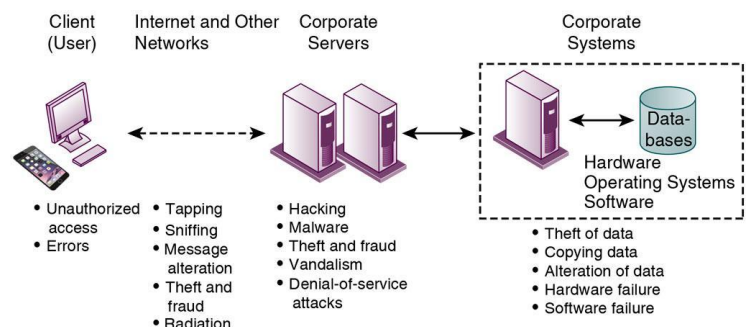 Client
(User)
Internet and Other
Networks
Corporate
Servers
Corporate
Systems
Data-
bases
Hardware
Operating Systems
Software
• Unauthorized
access
• Errors
• Tapping
• Sniffing
• Message
alteration
• Theft and
fraud
• Radiation
• Hacking
• Malware
• Theft and fraud
• Vandalism
• Denial-of-service
attacks
• Theft of data
• Copying data
• Alteration of data
• Hardware failure
• Software failure